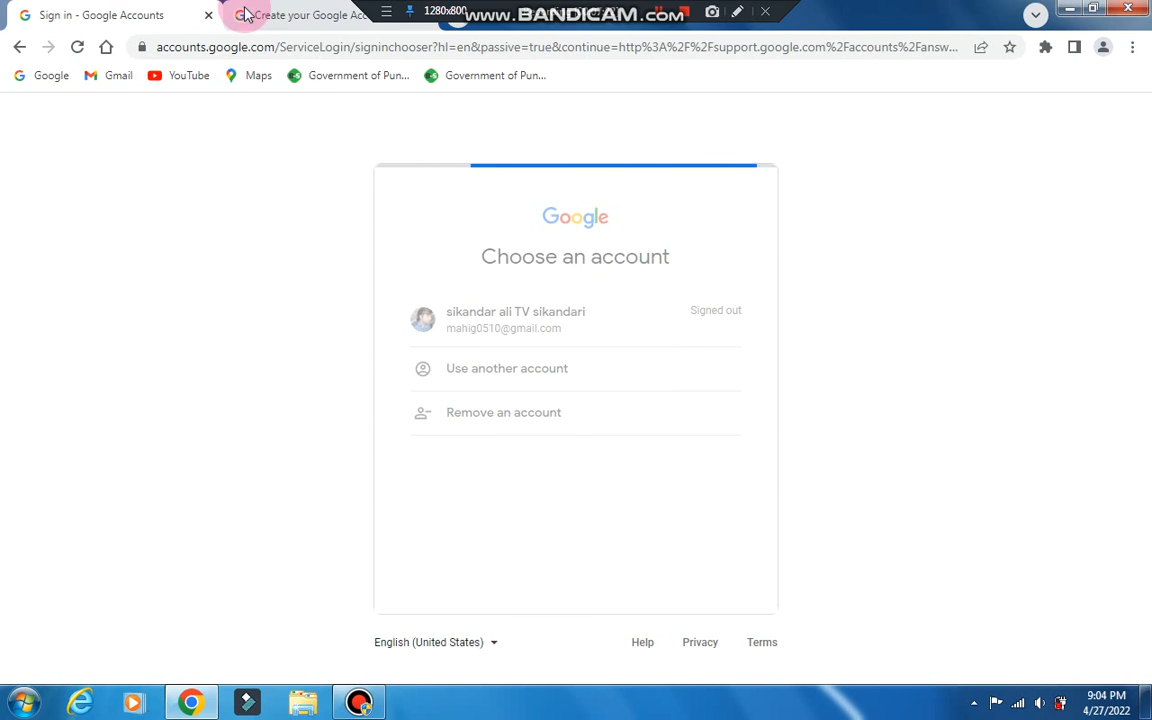 Sign in - Google Accounts
Create your Google Acc
1280x800
www.BANDICAM.com
accounts.google.com/ServiceLogin/signinchooser?hl=en&passive=true&continue=http%3A%2F%2Fsupport.google.com%2Faccounts%2Fansw...
Google
Gmail
YouTube
Maps
Government of Pun...
Government of Pun...
Google
Choose an account
sikandar ali TV sikandari
Signed out
mahig0510@gmail.com
Use another account
Remove an account
English (United States)
Help
Privacy
Terms
9:04 PM
4/27/2022